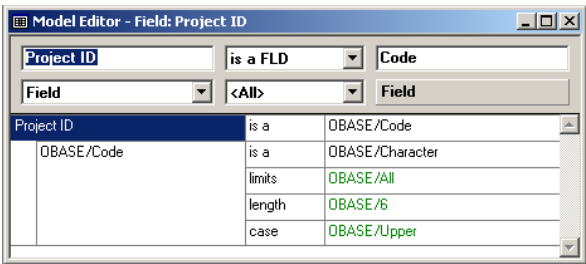 Model Editor - Field: Project ID
Project ID is a FLD Code
Field <All> Field
Project ID is a OBASE/Code
OBASE/Code is a OBASE/Character
limits OBASE/All
length OBASE/6
case OBASE/Upper